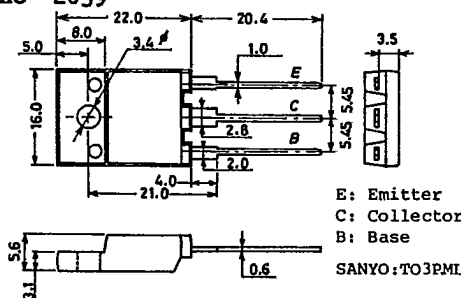 2039
22.0
20.4
8.0
5.0
3.4 ø
1.0
3.5
E
C
B
16.0
5.45
5.45
2.8
2.0
4.0
21.0
E: Emitter
C: Collector
B: Base
5.6
3.1
0.6
SANYO:TO3PML